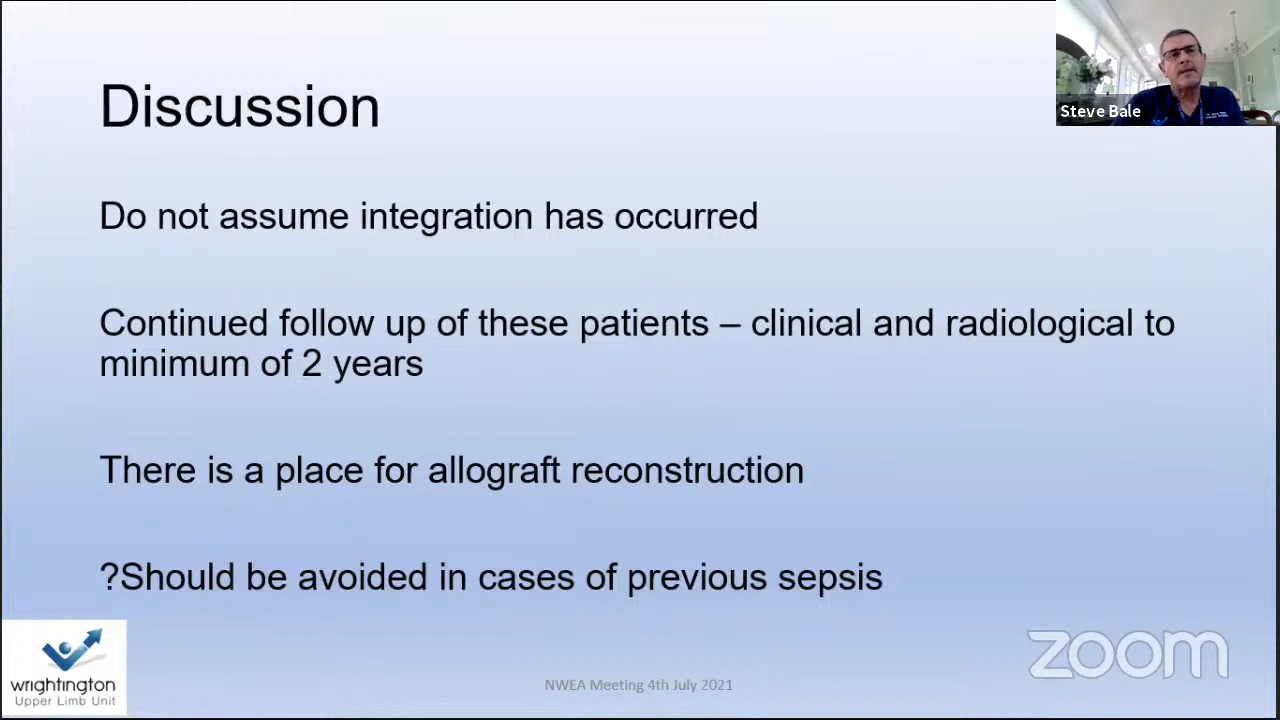 Steve Bale
Discussion
Do not assume integration has occurred
Continued follow up of these patients – clinical and radiological to
minimum of 2 years
There is a place for allograft reconstruction
?Should be avoided in cases of previous sepsis
wrightington
Upper Limb Unit
NWEA Meeting 4th July 2021
zoom